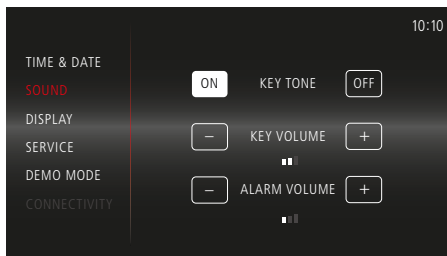 10:10
TIME & DATE
SOUND
DISPLAY
SERVICE
DEMO MODE
CONNECTIVITY
ON KEY TONE OFF
− KEY VOLUME +
− ALARM VOLUME +